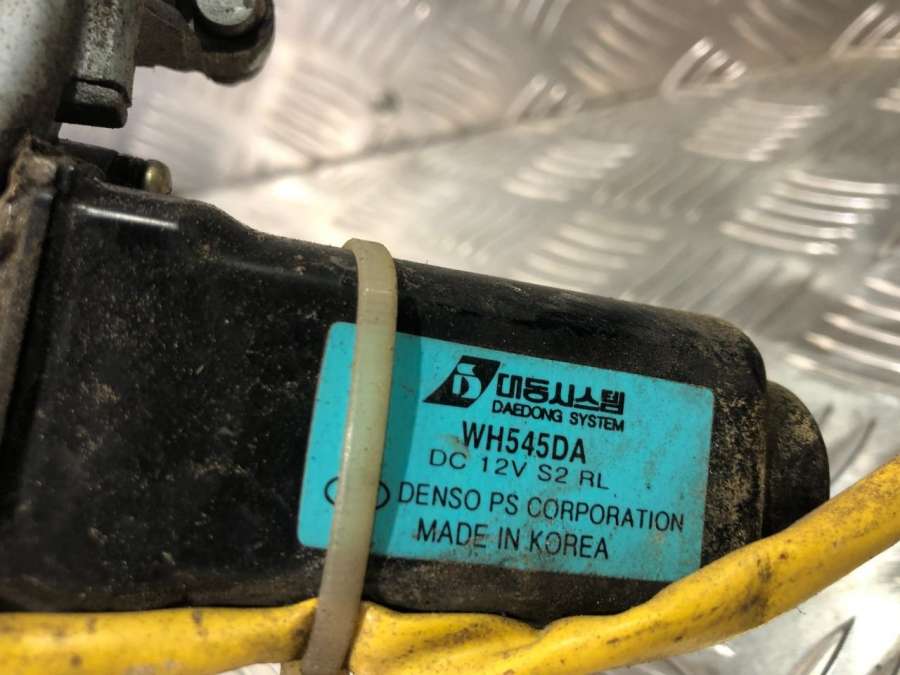 대동시스템
DAEDONG SYSTEM
WH545DA
DC 12V S2 RL
DENSO PS CORPORATION
MADE IN KOREA